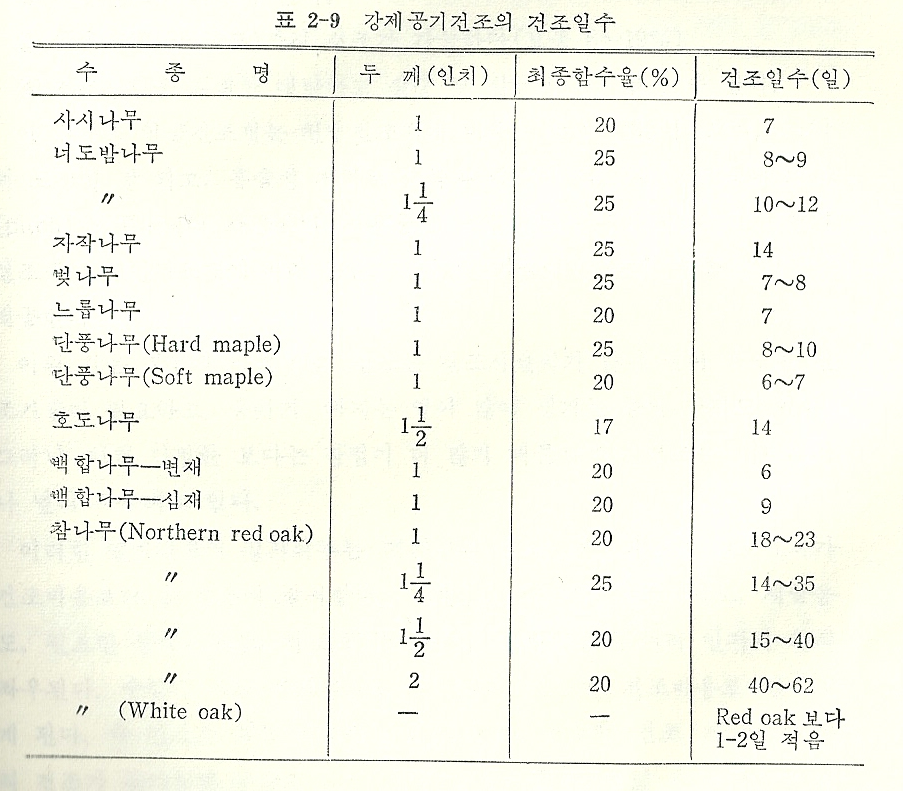 표 2-9 강제공기건조의 건조일수
수 종 명 두 께(인치) 최종함수율(%) 건조일수(일)
사시나무 1 20 7
너도밤나무 1 25 8~9
〃 1 1/4 25 10~12
자작나무 1 25 14
벚나무 1 25 7~8
느릅나무 1 20 7
단풍나무(Hard maple) 1 25 8~10
단풍나무(Soft maple) 1 20 6~7
호도나무 1 1/2 17 14
백합나무—변재 1 20 6
백합나무—심재 1 20 9
참나무(Northern red oak) 1 20 18~23
〃 1 1/4 25 14~35
〃 1 1/2 20 15~40
〃 2 20 40~62
〃 (White oak) — — Red oak 보다
1-2일 적음